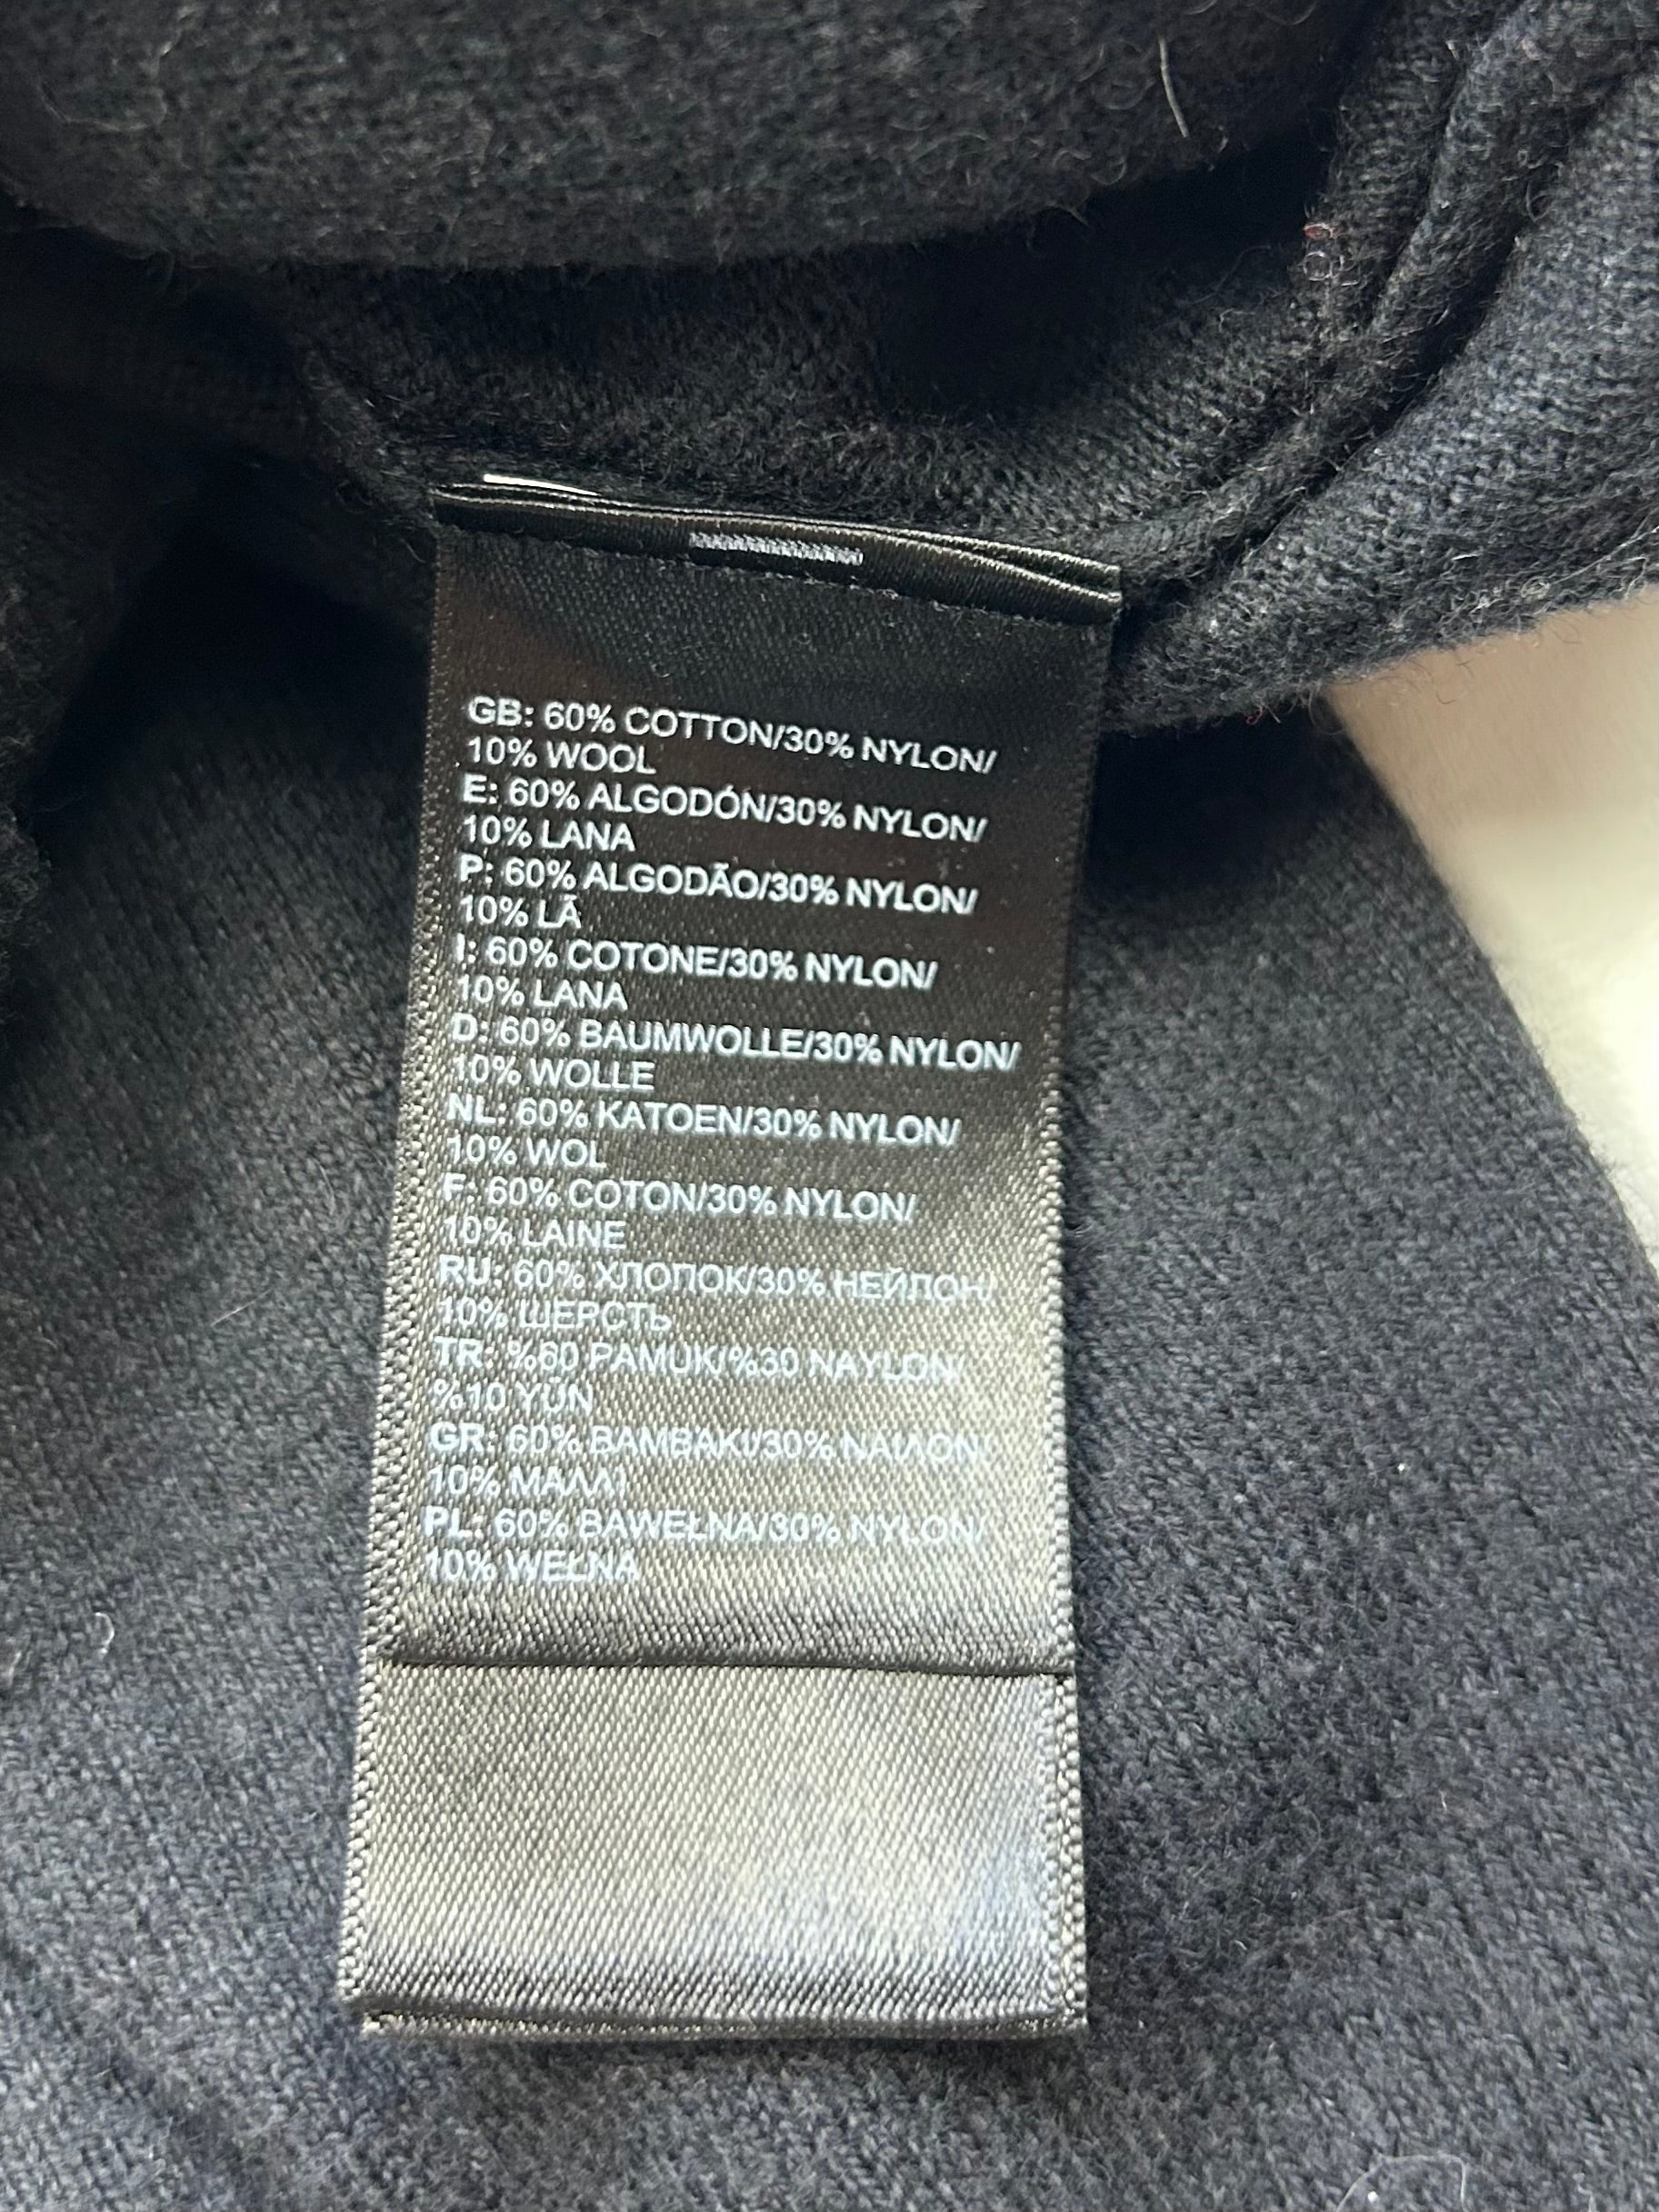 GB: 60% COTTON/30% NYLON/
10% WOOL
E: 60% ALGODÓN/30% NYLON/
10% LANA
P: 60% ALGODÃO/30% NYLON/
10% LÃ
I: 60% COTONE/30% NYLON/
10% LANA
D: 60% BAUMWOLLE/30% NYLON/
10% WOLLE
NL: 60% KATOEN/30% NYLON/
10% WOL
F: 60% COTON/30% NYLON/
10% LAINE
RU: 60% ХЛОПОК/30% НЕЙЛОН/
10% ШЕРСТЬ
TR: %60 PAMUK/%30 NAYLON/
%10 YÜN
GR: 60% ΒΑΜΒΑΚΙ/30% ΝΑΙΛΟΝ/
10% ΜΑΛΛΙ
PL: 60% BAWEŁNA/30% NYLON/
10% WEŁNA